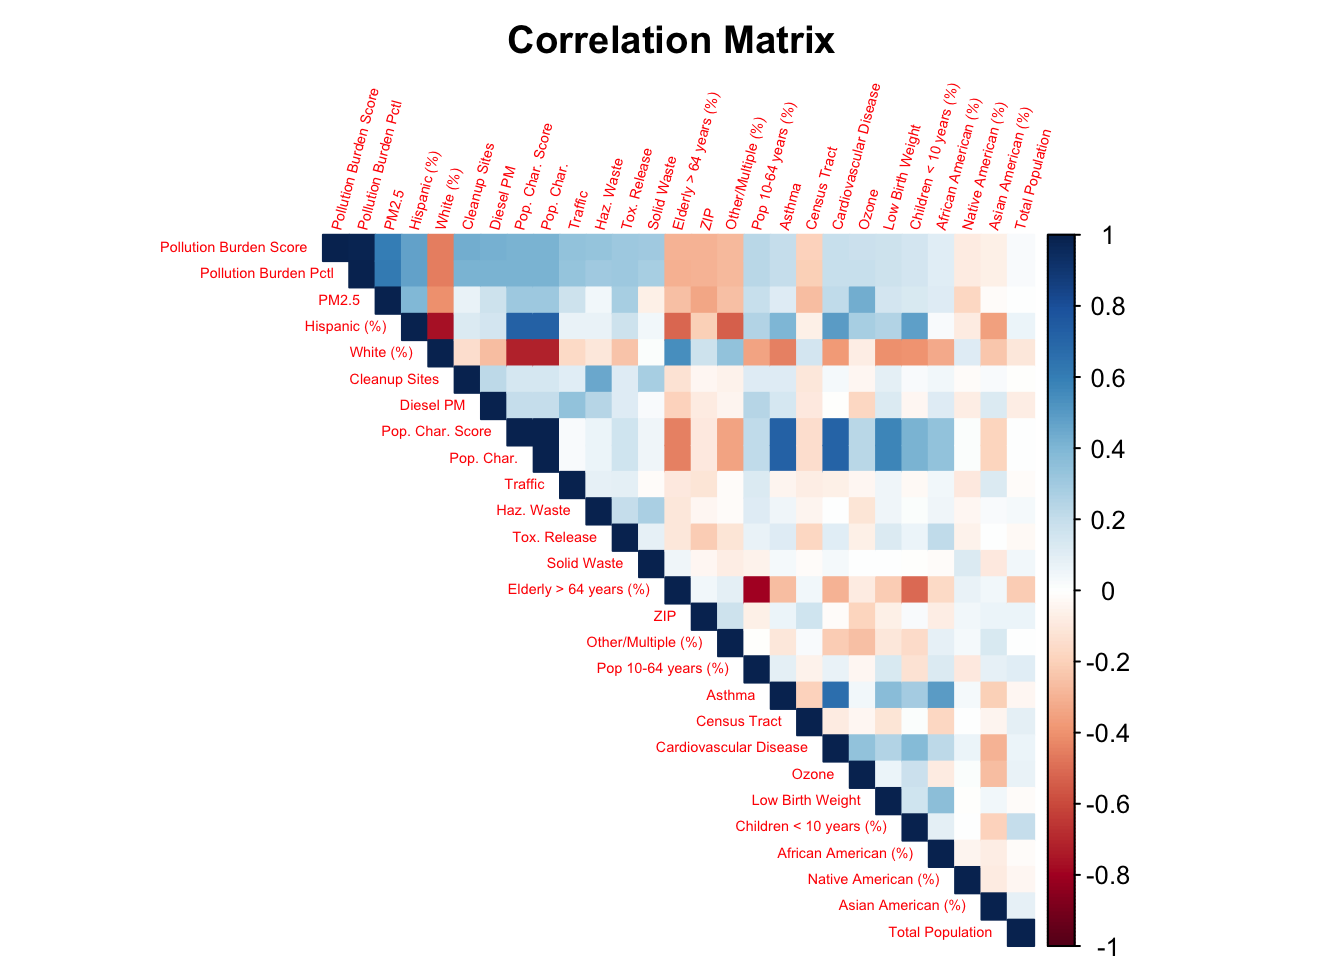 Correlation Matrix
Pollution Burden Score
Pollution Burden Pctl
PM2.5
Hispanic (%)
White (%)
Cleanup Sites
Diesel PM
Pop. Char. Score
Pop. Char.
Traffic
Haz. Waste
Tox. Release
Solid Waste
Elderly > 64 years (%)
ZIP
Other/Multiple (%)
Pop 10-64 years (%)
Asthma
Census Tract
Cardiovascular Disease
Ozone
Low Birth Weight
Children < 10 years (%)
African American (%)
Native American (%)
Asian American (%)
Total Population
Pollution Burden Score
Pollution Burden Pctl
PM2.5
Hispanic (%)
White (%)
Cleanup Sites
Diesel PM
Pop. Char. Score
Pop. Char.
Traffic
Haz. Waste
Tox. Release
Solid Waste
Elderly > 64 years (%)
ZIP
Other/Multiple (%)
Pop 10-64 years (%)
Asthma
Census Tract
Cardiovascular Disease
Ozone
Low Birth Weight
Children < 10 years (%)
African American (%)
Native American (%)
Asian American (%)
Total Population
1
0.8
0.6
0.4
0.2
0
-0.2
-0.4
-0.6
-0.8
-1